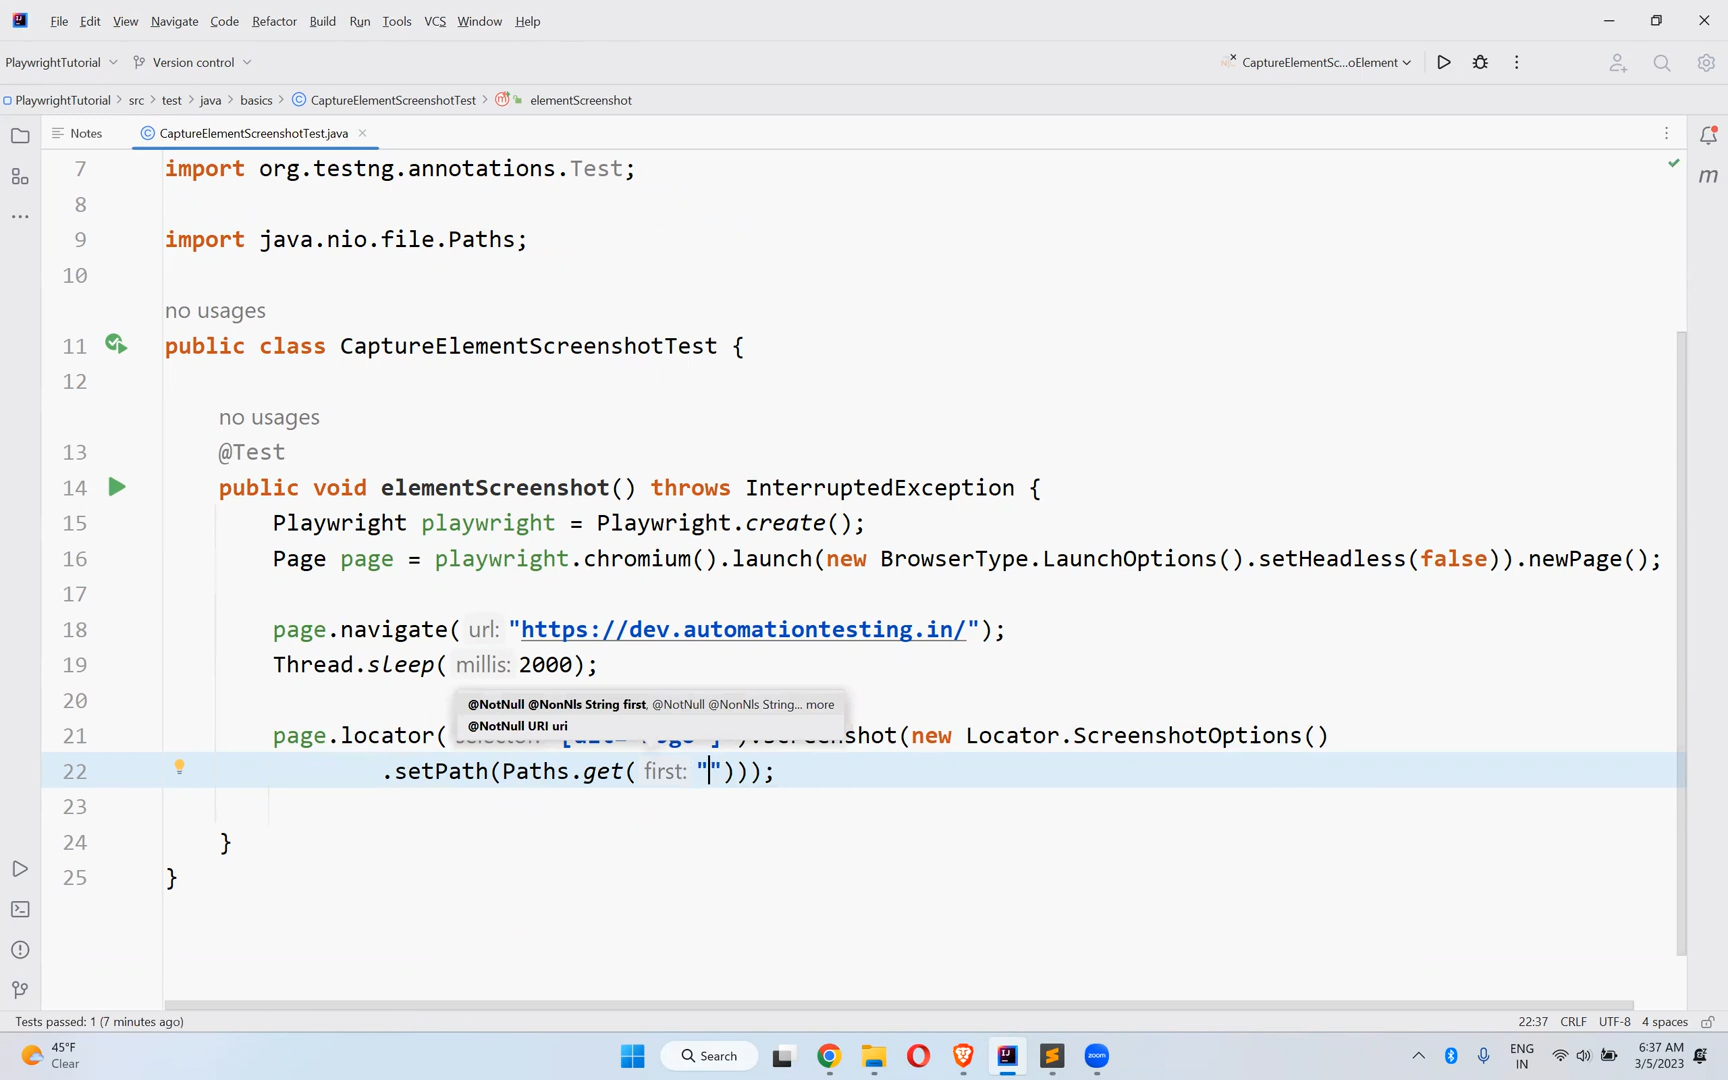 File Edit View Navigate Code Refactor Build Run Tools VCS Window Help
PlaywrightTutorial Version control CaptureElementSc...oElement
PlaywrightTutorial src test java basics CaptureElementScreenshotTest elementScreenshot
Notes CaptureElementScreenshotTest.java
7 import org.testng.annotations.Test;
8
9 import java.nio.file.Paths;
10
no usages
11 public class CaptureElementScreenshotTest {
12
no usages
13 @Test
14 public void elementScreenshot() throws InterruptedException {
15 Playwright playwright = Playwright.create();
16 Page page = playwright.chromium().launch(new BrowserType.LaunchOptions().setHeadless(false)).newPage();
17
18 page.navigate( url: "https://dev.automationtesting.in/");
19 Thread.sleep( millis: 2000);
20
@NotNull @NonNls String first, @NotNull @NonNls String... more
@NotNull URI uri
21 page.locator( (new Locator.ScreenshotOptions()
22 .setPath(Paths.get( first: "")));
23
24 }
25 }
Tests passed: 1 (7 minutes ago) 22:37 CRLF UTF-8 4 spaces
45°F
Clear
Search
zoom
ENG
IN
6:37 AM
3/5/2023